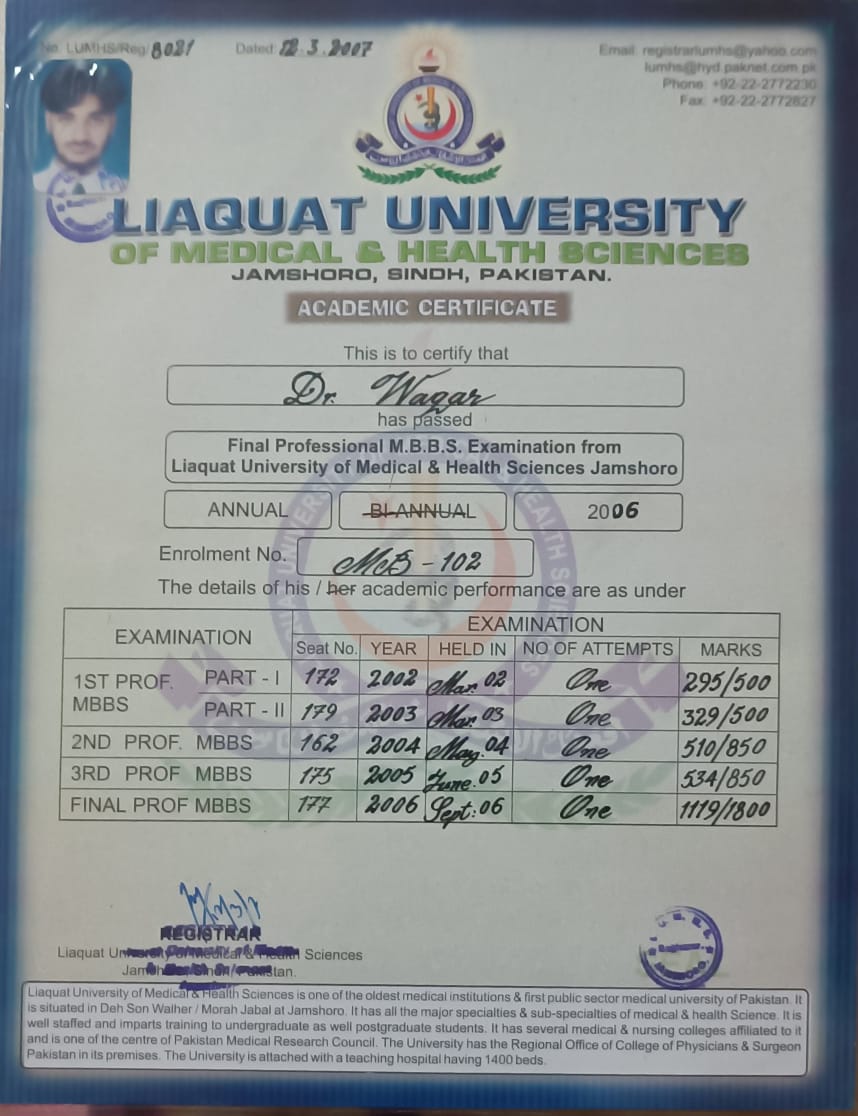 No. LUMHS/Reg/8021 Dated: 12.3.2007
Email: registrarlumhs@yahoo.com
lumhs@hyd.paknet.com.pk
Phone: +92-22-2772230
Fax: +92-22-2772827
LIAQUAT UNIVERSITY
OF MEDICAL & HEALTH SCIENCES
JAMSHORO, SINDH, PAKISTAN.
ACADEMIC CERTIFICATE
This is to certify that
Dr. Waqar
has passed
Final Professional M.B.B.S. Examination from
Liaquat University of Medical & Health Sciences Jamshoro
ANNUAL BI-ANNUAL 2006
Enrolment No. McB - 102
The details of his / her academic performance are as under
EXAMINATION EXAMINATION
Seat No. YEAR HELD IN NO OF ATTEMPTS MARKS
1ST PROF. MBBS PART - I 172 2002 Mar. 02 One 295/500
PART - II 179 2003 Mar. 03 One 329/500
2ND PROF. MBBS 162 2004 May. 04 One 510/850
3RD PROF MBBS 175 2005 June. 05 One 534/850
FINAL PROF MBBS 177 2006 Sept: 06 One 1119/1800
REGISTRAR
Liaquat University of Medical & Health Sciences
Jamshoro Sindh/Pakistan.
Liaquat University of Medical & Health Sciences is one of the oldest medical institutions & first public sector medical university of Pakistan. It
is situated in Deh Son Walher / Morah Jabal at Jamshoro. It has all the major specialties & sub-specialties of medical & health Science. It is
well staffed and imparts training to undergraduate as well postgraduate students. It has several medical & nursing colleges affiliated to it
and is one of the centre of Pakistan Medical Research Council. The University has the Regional Office of College of Physicians & Surgeon
Pakistan in its premises. The University is attached with a teaching hospital having 1400 beds.